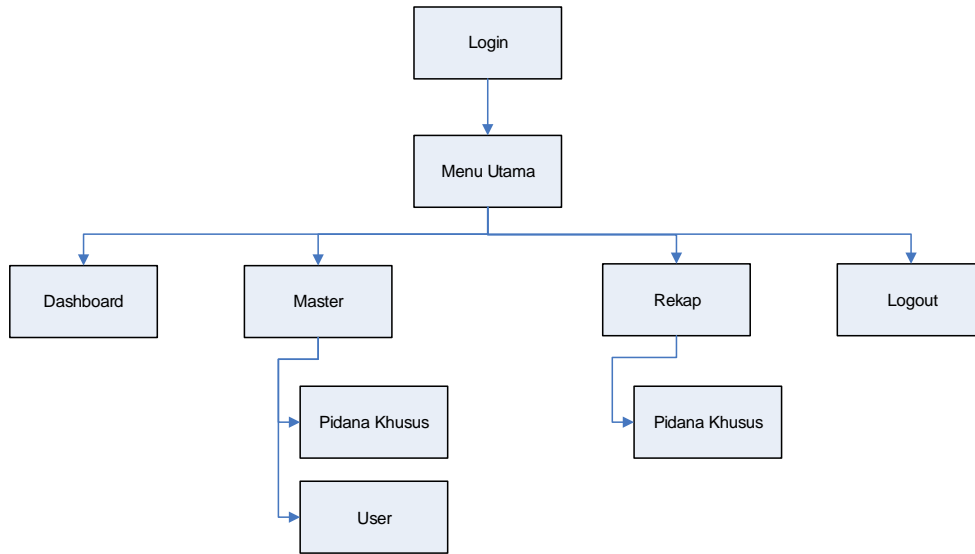 Login
Menu Utama
Dashboard
Master
Rekap
Logout
Pidana Khusus
Pidana Khusus
User